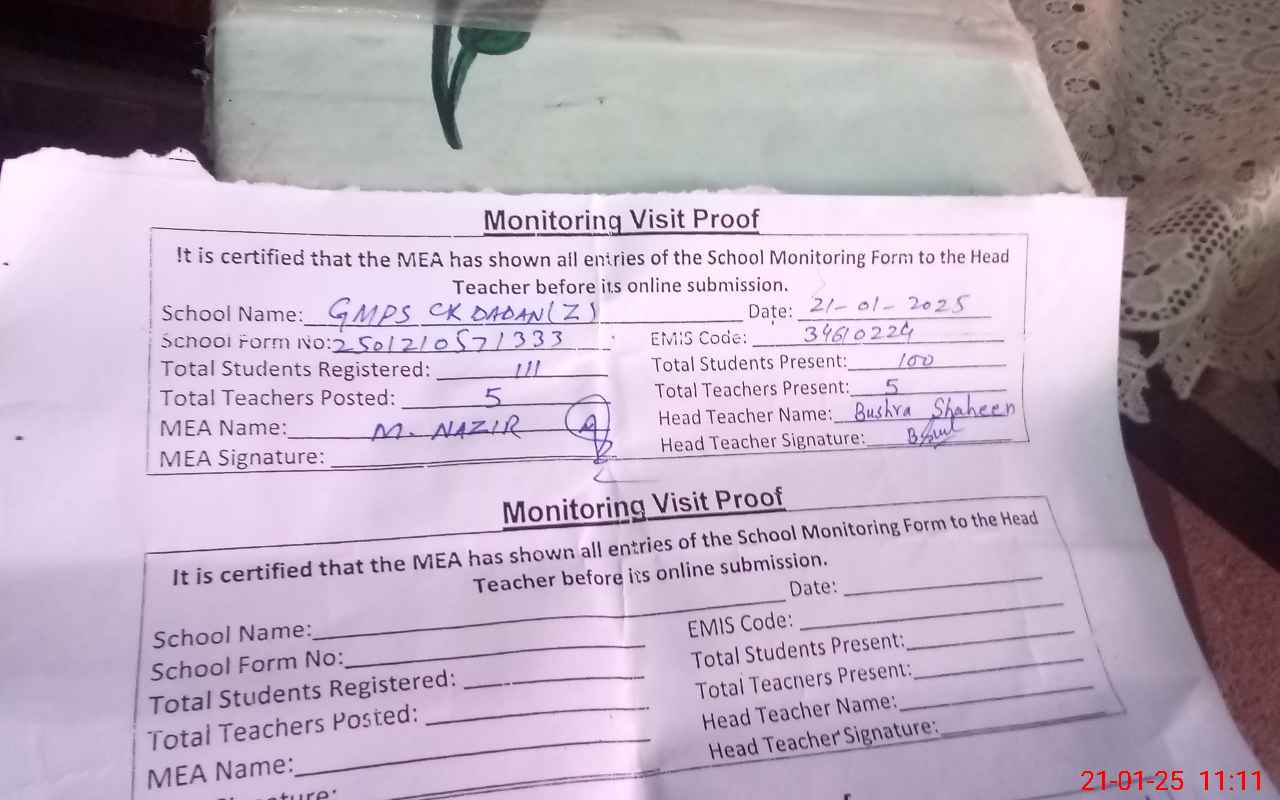 Monitoring Visit Proof
It is certified that the MEA has shown all entries of the School Monitoring Form to the Head
Teacher before its online submission.
School Name: GMPS CK DADAN(Z) Date: 21-01-2025
School Form No: 2501210571333 EMIS Code: 34610224
Total Students Registered: 111 Total Students Present: 100
Total Teachers Posted: 5 Total Teachers Present: 5
MEA Name: M. NAZIR Head Teacher Name: Bushra Shaheen
MEA Signature: Head Teacher Signature:
Monitoring Visit Proof
It is certified that the MEA has shown all entries of the School Monitoring Form to the Head
Teacher before its online submission.
School Name: Date:
School Form No: EMIS Code:
Total Students Registered: Total Students Present:
Total Teachers Posted: Total Teachers Present:
MEA Name: Head Teacher Name:
Head Teacher Signature:
21-01-25 11:11